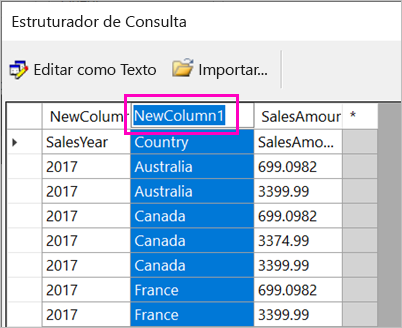 Estruturador de Consulta
Editar como Texto Importar...
NewColumn NewColumn1 SalesAmour *
SalesYear Country SalesAmo...
2017 Australia 699.0982
2017 Australia 3399.99
2017 Canada 699.0982
2017 Canada 3374.99
2017 Canada 3399.99
2017 France 699.0982
2017 France 3399.99